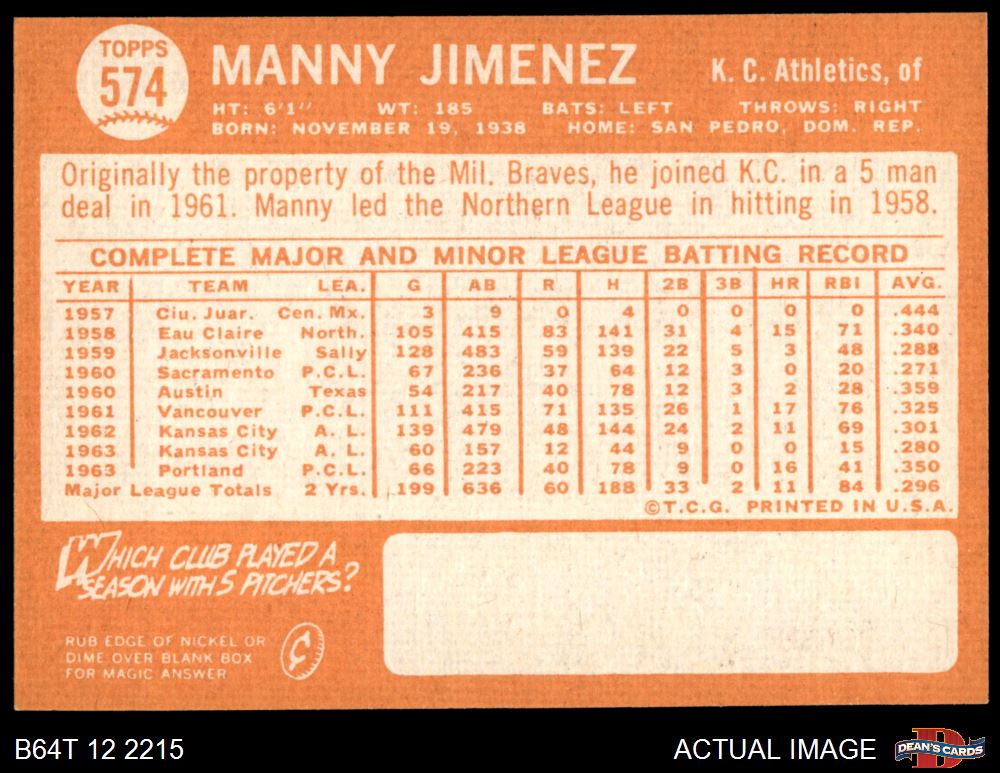 TOPPS
574
MANNY JIMENEZ
K. C. Athletics, of
HT: 6'1" WT: 185 BATS: LEFT THROWS: RIGHT
BORN: NOVEMBER 19, 1938 HOME: SAN PEDRO, DOM. REP.
Originally the property of the Mil. Braves, he joined K.C. in a 5 man
deal in 1961. Manny led the Northern League in hitting in 1958.
COMPLETE MAJOR AND MINOR LEAGUE BATTING RECORD
YEAR TEAM LEA. G AB R H 2B 3B HR RBI AVG.
1957 Ciu. Juar. Cen. Mx. 3 9 0 4 0 0 0 0 .444
1958 Eau Claire North. 105 415 83 141 31 4 15 71 .340
1959 Jacksonville Sally 128 483 59 139 22 5 3 48 .288
1960 Sacramento P.C.L. 67 236 37 64 12 3 0 20 .271
1960 Austin Texas 54 217 40 78 12 3 2 28 .359
1961 Vancouver P.C.L. 111 415 71 135 26 1 17 76 .325
1962 Kansas City A. L. 139 479 48 144 24 2 11 69 .301
1963 Kansas City A. L. 60 157 12 44 9 0 0 15 .280
1963 Portland P.C.L. 66 223 40 78 9 0 16 41 .350
Major League Totals 2 Yrs. 199 636 60 188 33 2 11 84 .296
©T.C.G. PRINTED IN U.S.A.
WHICH CLUB PLAYED A
SEASON WITH 5 PITCHERS?
RUB EDGE OF NICKEL OR
DIME OVER BLANK BOX
FOR MAGIC ANSWER
¢
B64T 12 2215
ACTUAL IMAGE
D
DEAN'S CARDS